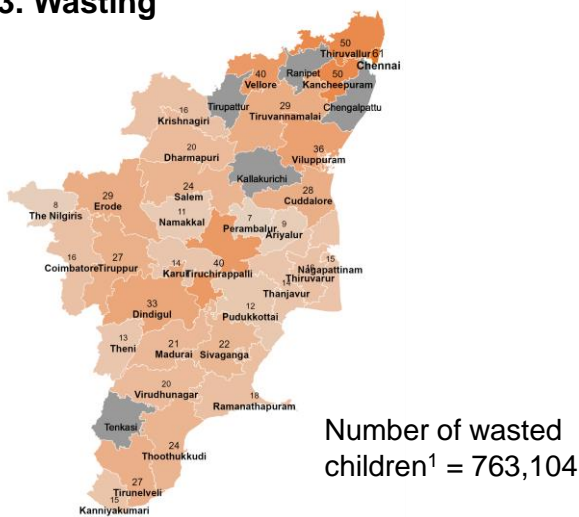 3. Wasting
50
Thiruvallur 61
Chennai
Ranipet
40
Vellore
50
Kancheepuram
Tirupattur
Chengalpattu
16
Krishnagiri
29
Tiruvannamalai
20
Dharmapuri
36
Viluppuram
Kallakurichi
24
Salem
28
Cuddalore
29
Erode
8
The Nilgiris
11
Namakkal
7
Perambalur
9
Ariyalur
16
Coimbatore
27
Tiruppur
14
Karur
40
Tiruchirappalli
15
Nagapattinam
Thiruvarur
14
Thanjavur
33
Dindigul
12
Pudukkottai
13
Theni
21
Madurai
22
Sivaganga
20
Virudhunagar
18
Ramanathapuram
Tenkasi
24
Thoothukkudi
27
Tirunelveli
15
Kanniyakumari
Number of wasted
children¹ = 763,104